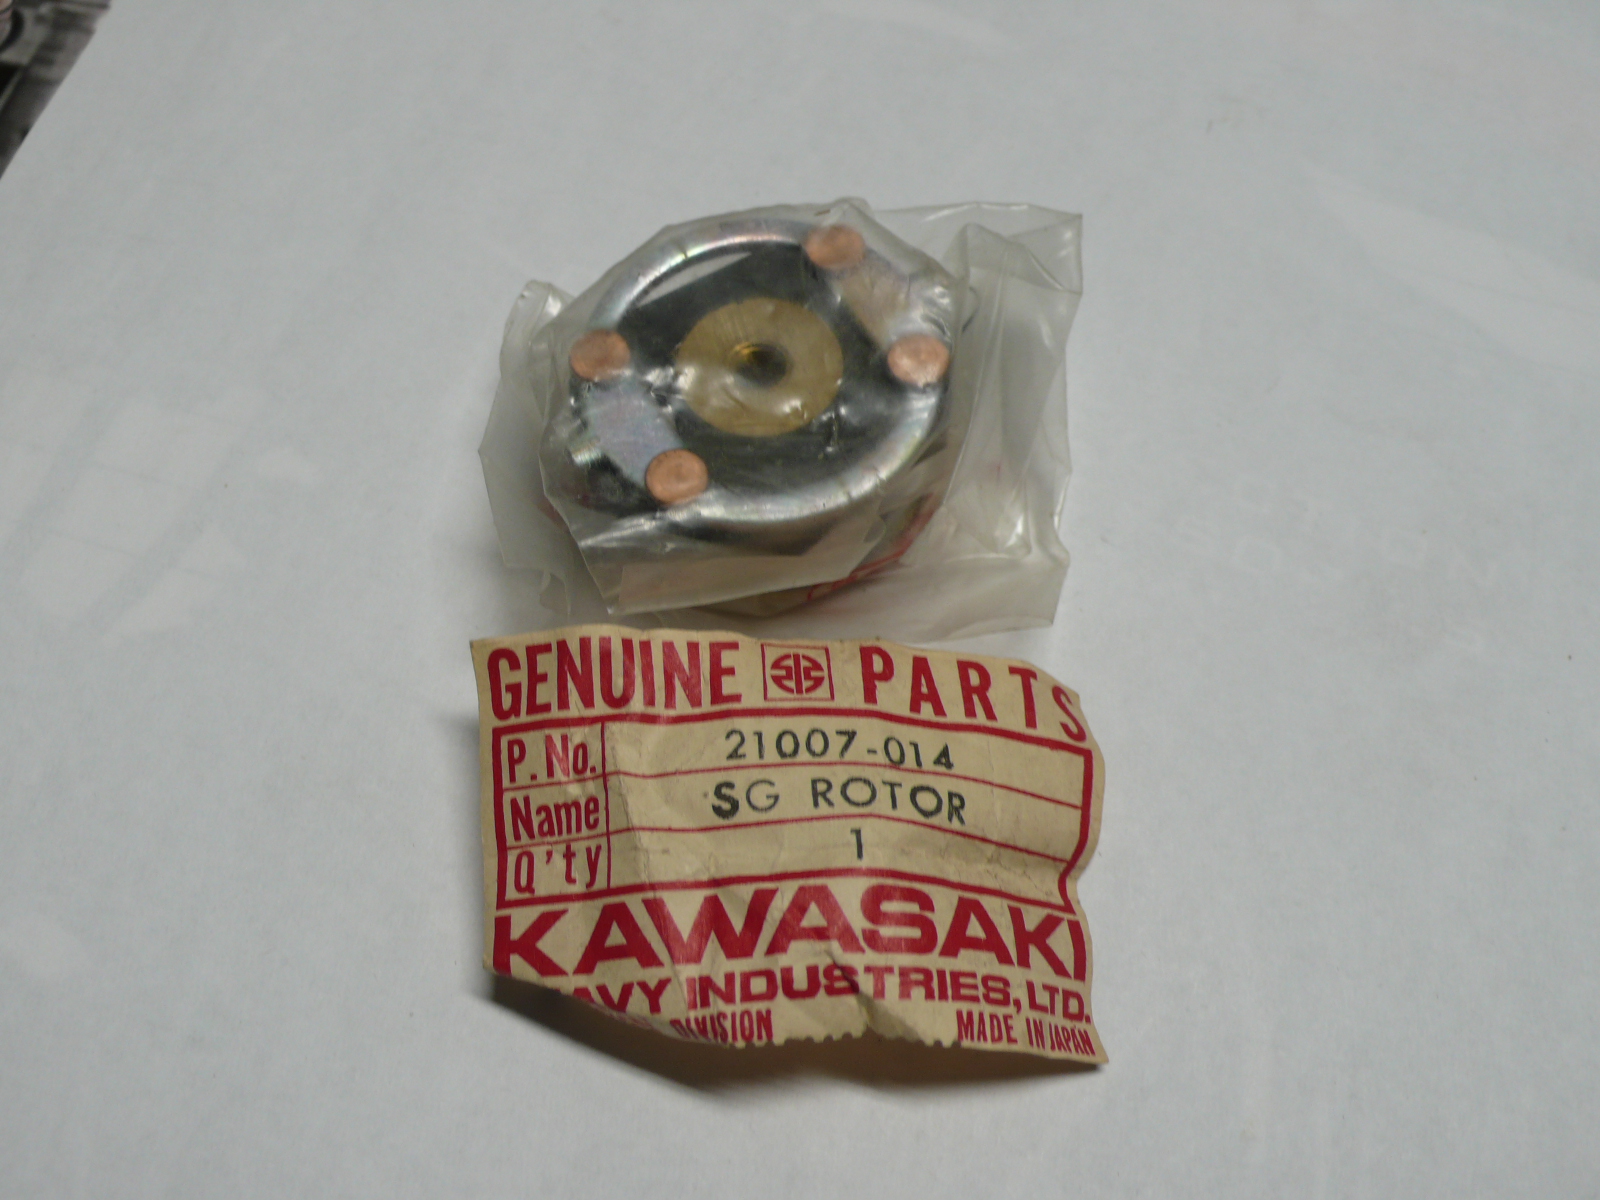 GENUINE PARTS
P. No. 21007-014
Name SG ROTOR
Q'ty 1
KAWASAKI
INDUSTRIES, LTD.
DIVISION MADE IN JAPAN